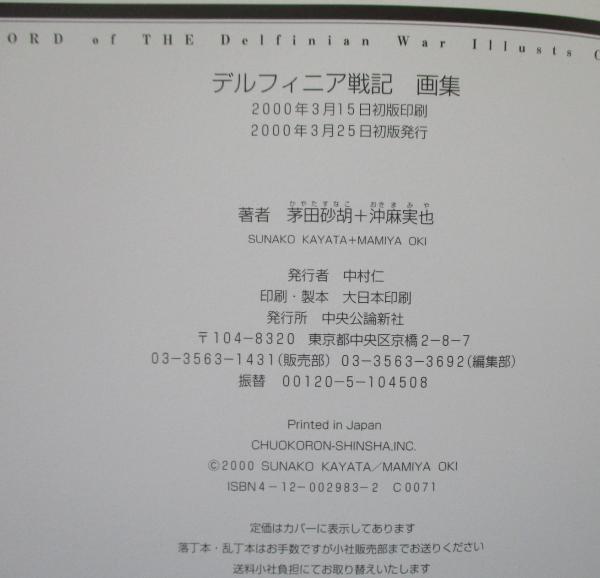 ORD of THE Delfinian War Illusts C
デルフィニア戦記 画集
2000年3月15日初版印刷
2000年3月25日初版発行
かやたすなこ おきまみや
著者 茅田砂胡+沖麻実也
SUNAKO KAYATA+MAMIYA OKI
発行者 中村仁
印刷・製本 大日本印刷
発行所 中央公論新社
〒104-8320 東京都中央区京橋2-8-7
03-3563-1431(販売部) 03-3563-3692(編集部)
振替 00120-5-104508
Printed in Japan
CHUOKORON-SHINSHA,INC.
©2000 SUNAKO KAYATA/MAMIYA OKI
ISBN4-12-002983-2 C0071
定価はカバーに表示してあります
落丁本・乱丁本はお手数ですが小社販売部までお送りください
送料小社負担にてお取り替えいたします